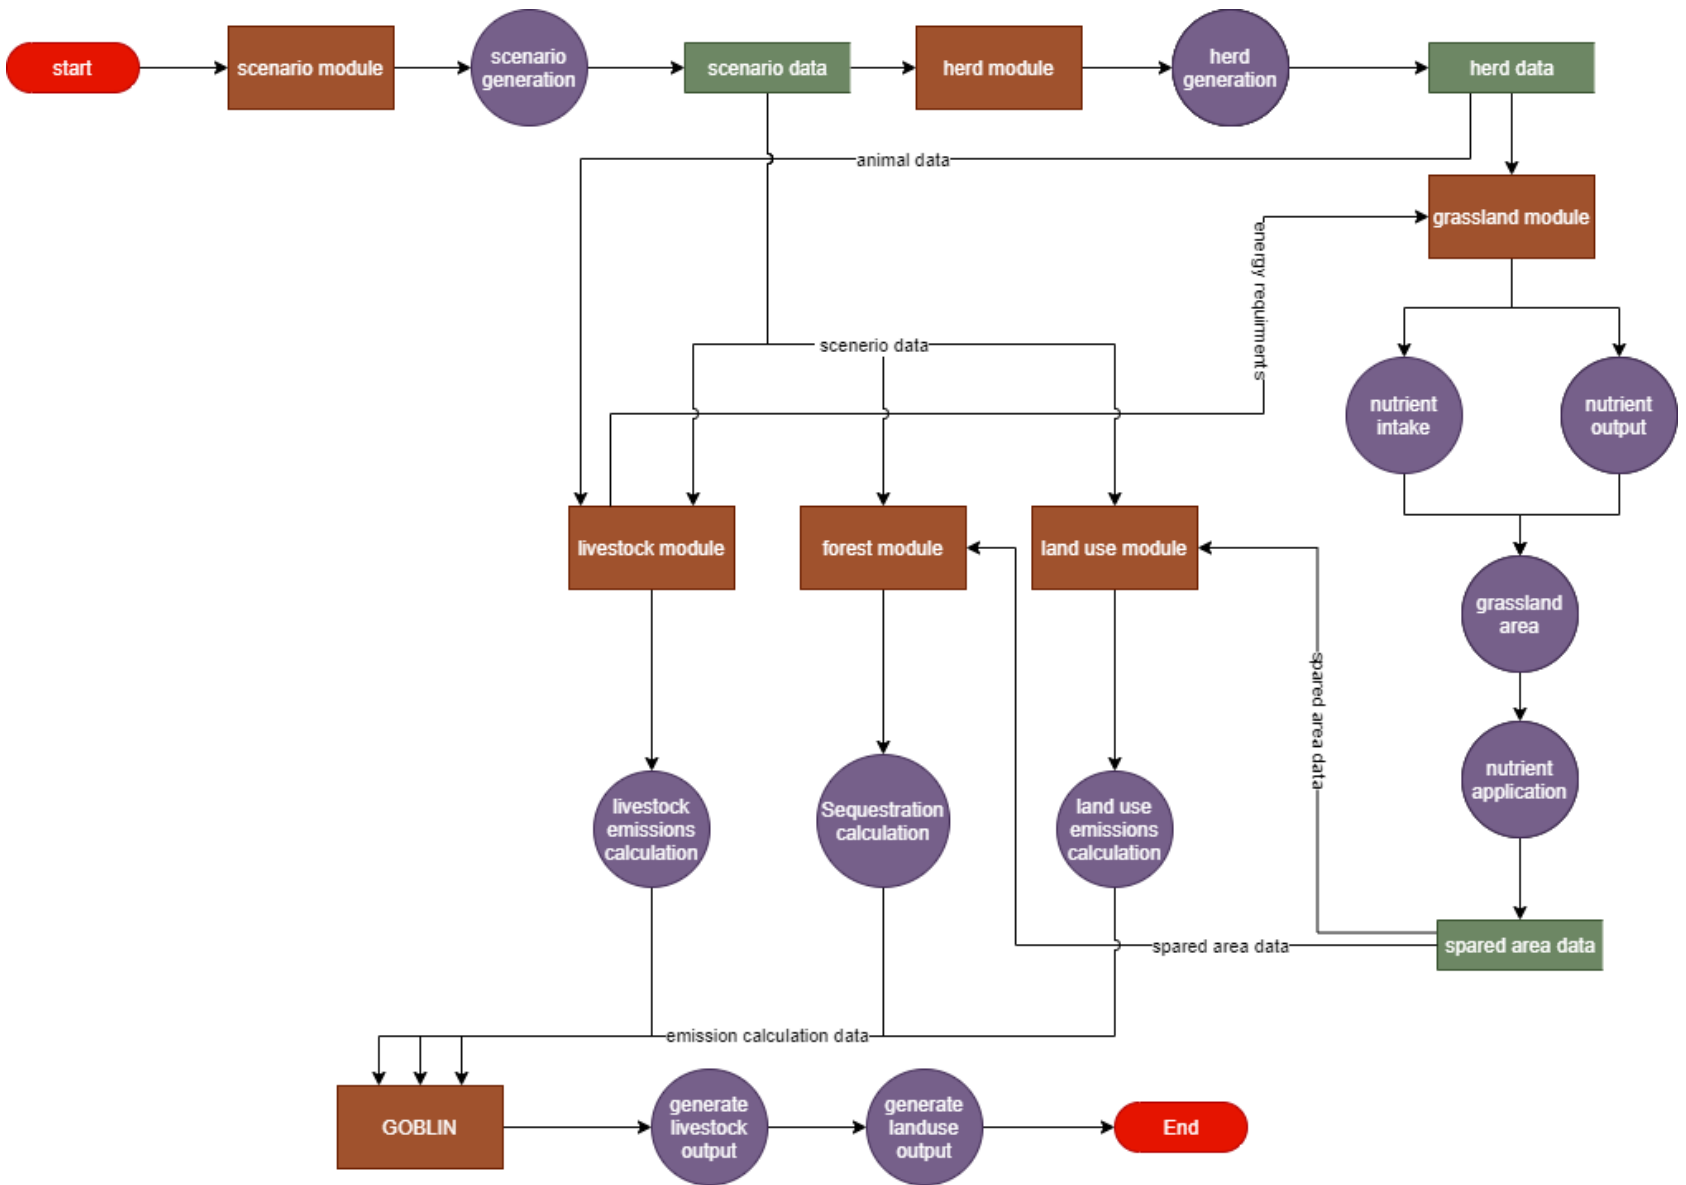 start
scenario module
scenario
generation
scenario data
herd module
herd
generation
herd data
animal data
grassland module
energy requirments
scenerio data
nutrient
intake
nutrient
output
livestock module
forest module
land use module
grassland
area
spared area data
nutrient
application
livestock
emissions
calculation
Sequestration
calculation
land use
emissions
calculation
spared area data
spared area data
emission calculation data
GOBLIN
generate
livestock
output
generate
landuse
output
End